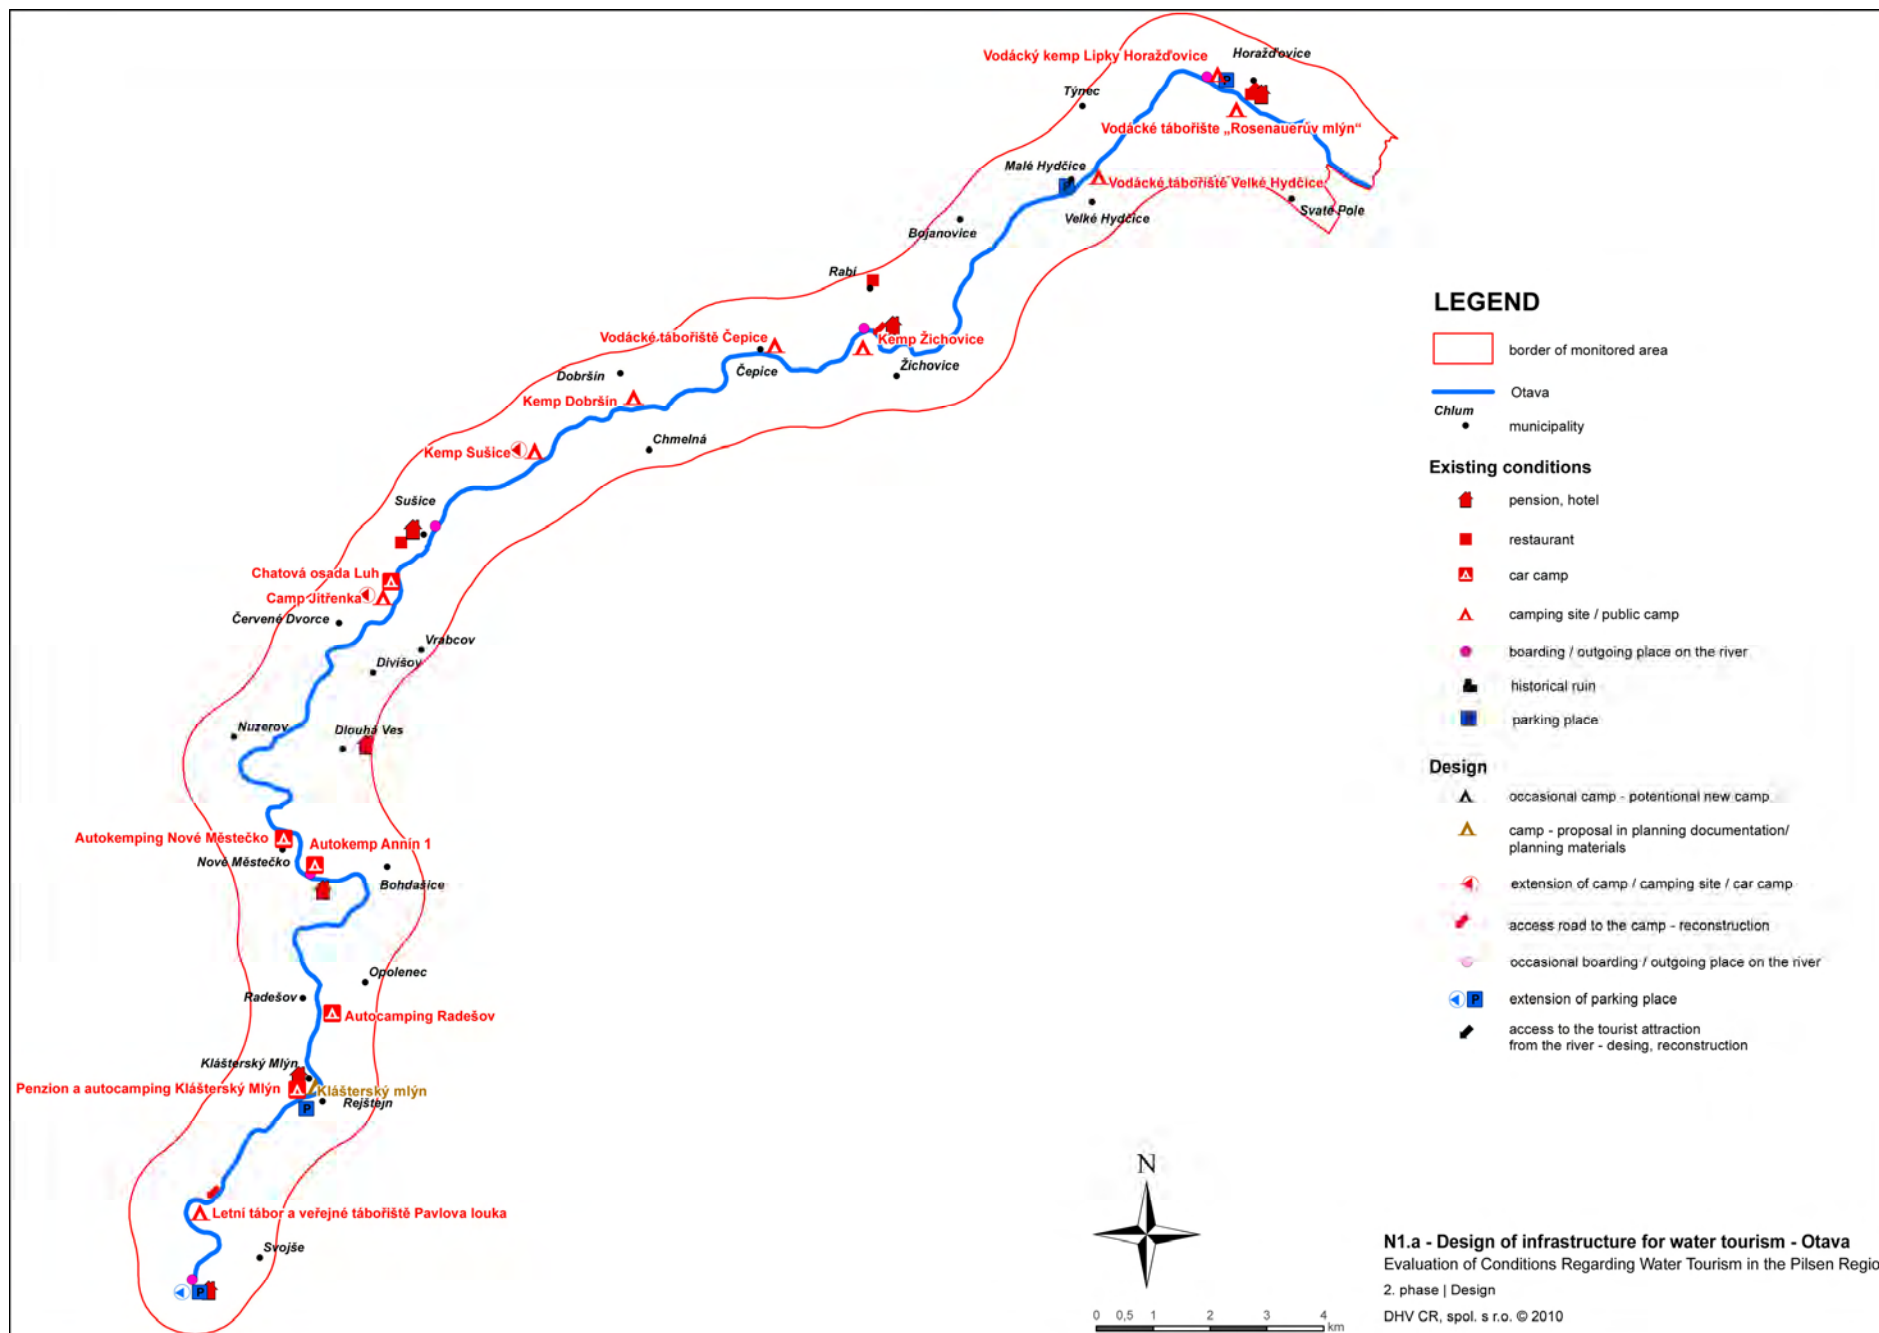 Vodácký kemp Lipky Horažďovice
Horažďovice
Týnec
Vodácké tábořište „Rosenauerův mlýn“
Malé Hydčice
Vodácké tábořiště Velké Hydčice
Svaté Pole
Velké Hydčice
Bojanovice
Rabí
Vodácké tábořiště Čepice
Kemp Žichovice
Čepice
Žichovice
Dobršín
Kemp Dobršín
Chmelná
Kemp Sušice
Sušice
Chatová osada Luh
Camp Jitřenka
Červené Dvorce
Vrabcov
Divišov
Nuzerov
Dlouhá Ves
Autokemping Nové Městečko
Autokemp Annín 1
Nové Městečko
Bohdašice
Opolenec
Radešov
Autocamping Radešov
Klášterský Mlýn
Penzion a autocamping Klášterský Mlýn
Klášterský mlýn
Rejštejn
P
Letní tábor a veřejné tábořiště Pavlova louka
Svojše
P
LEGEND
border of monitored area
Otava
Chlum
municipality
Existing conditions
pension, hotel
restaurant
car camp
camping site / public camp
boarding / outgoing place on the river
historical ruin
parking place
Design
occasional camp - potentional new camp
camp - proposal in planning documentation/
planning materials
extension of camp / camping site / car camp
access road to the camp - reconstruction
occasional boarding / outgoing place on the river
P
extension of parking place
access to the tourist attraction
from the river - desing, reconstruction
N
N1.a - Design of infrastructure for water tourism - Otava
Evaluation of Conditions Regarding Water Tourism in the Pilsen Regio
2. phase | Design
DHV CR, spol. s r.o. © 2010
0 0,5 1 2 3 4
km